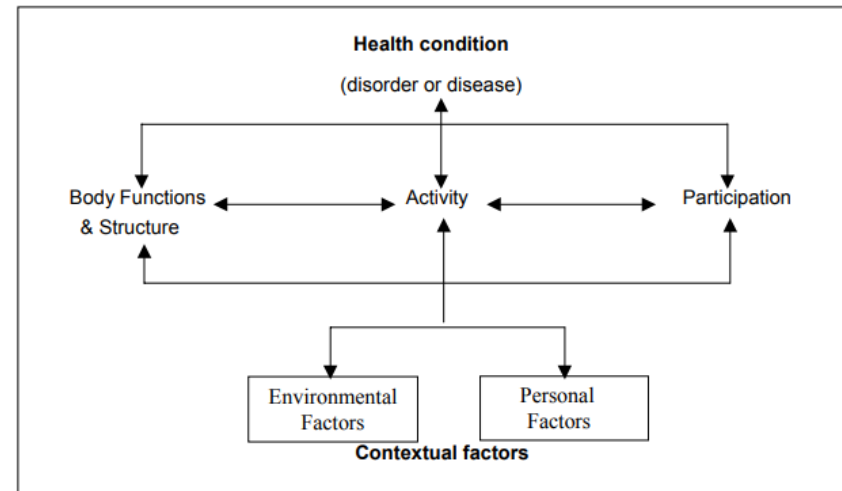 Health condition
(disorder or disease)
Body Functions
& Structure
Activity
Participation
Environmental
Factors
Personal
Factors
Contextual factors